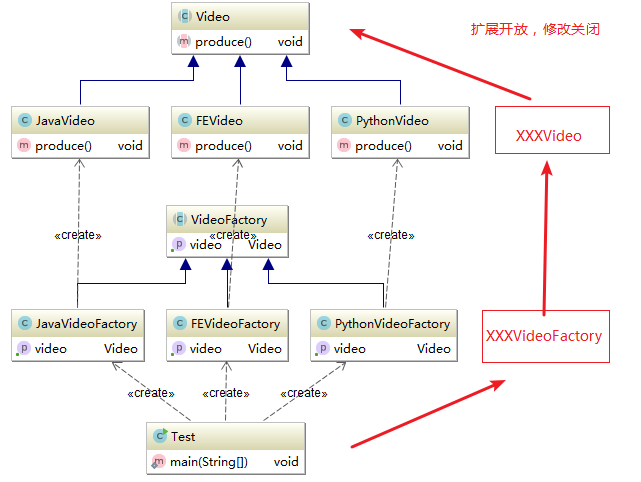 Video
produce() void
扩展开放，修改关闭
JavaVideo
produce() void
FEVideo
produce() void
PythonVideo
produce() void
XXXVideo
VideoFactory
video Video
«create»
«create»
«create»
JavaVideoFactory
video Video
FEVideoFactory
video Video
PythonVideoFactory
video Video
XXXVideoFactory
«create»
«create»
«create»
Test
main(String[]) void